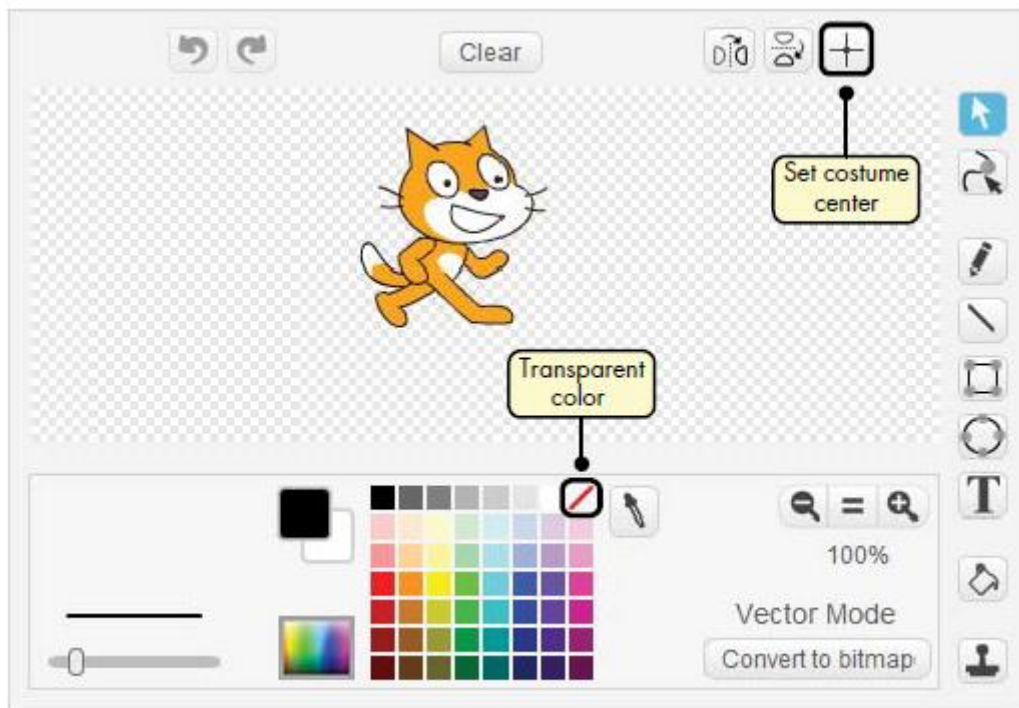 Clear
Set costume
center
Transparent
color
T
100%
Vector Mode
Convert to bitmap